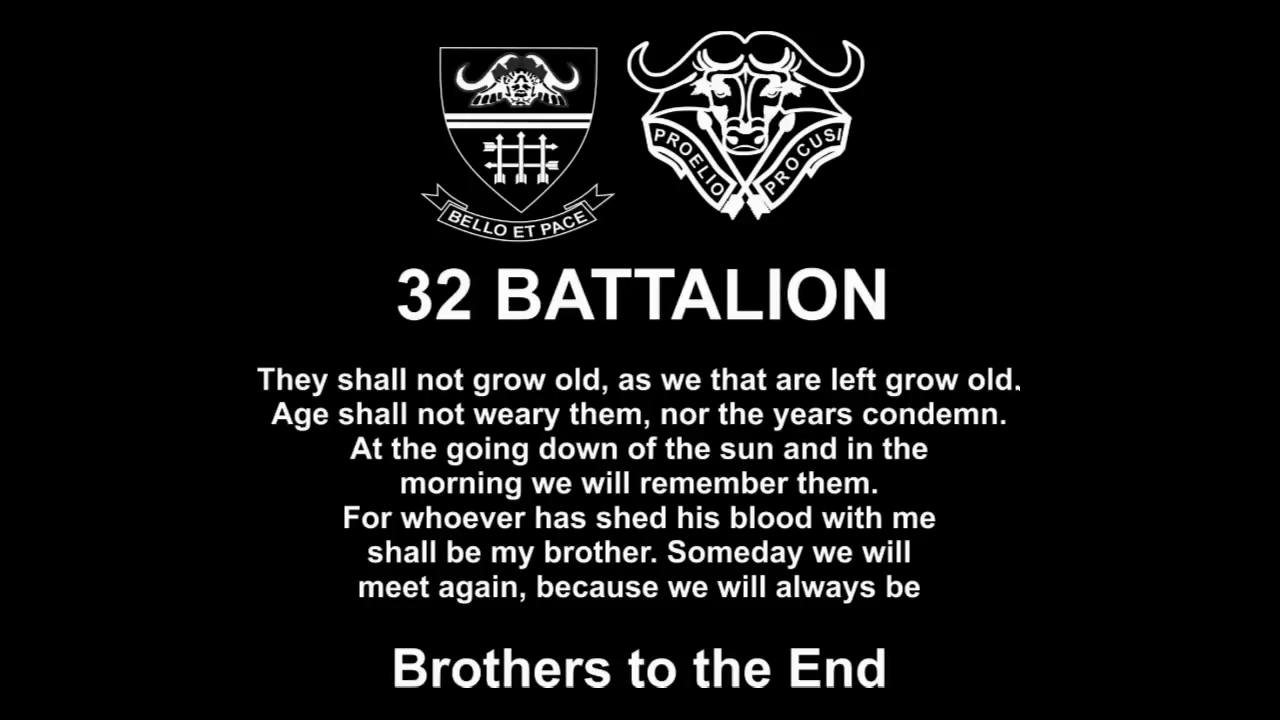 BELLO ET PACE
PROELIO PROCUSI
32 BATTALION
They shall not grow old, as we that are left grow old.
Age shall not weary them, nor the years condemn.
At the going down of the sun and in the
morning we will remember them.
For whoever has shed his blood with me
shall be my brother. Someday we will
meet again, because we will always be
Brothers to the End